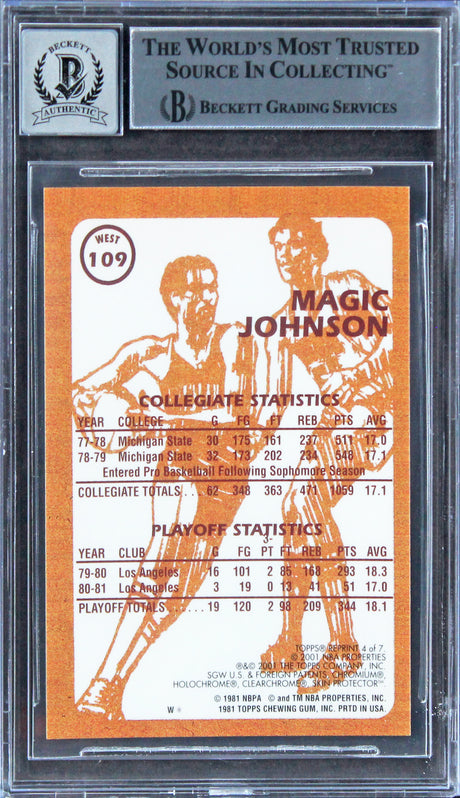 BECKETT
AUTHENTIC
THE WORLD'S MOST TRUSTED
SOURCE IN COLLECTING™
BECKETT GRADING SERVICES
WEST
109
MAGIC
JOHNSON
COLLEGIATE STATISTICS
YEAR COLLEGE G FG FT REB PTS AVG
77-78 Michigan State 30 175 161 237 511 17.0
78-79 Michigan State 32 173 202 234 548 17.1
Entered Pro Basketball Following Sophomore Season
COLLEGIATE TOTALS . . . 62 348 363 471 1059 17.1
PLAYOFF STATISTICS
3-
YEAR CLUB G FG PT FT REB PTS AVG
79-80 Los Angeles 16 101 2 85 168 293 18.3
80-81 Los Angeles 3 19 0 13 41 51 17.0
PLAYOFF TOTALS . . . . . . 19 120 2 98 209 344 18.1
TOPPS® REPRINT 4 of 7.
© 2001 NBA PROPERTIES
®&© 2001 THE TOPPS COMPANY, INC.
SGW U.S. & FOREIGN PATENTS. CHROMIUM®,
HOLOCHROME®, CLEARCHROME®. SKIN PROTECTOR™
© 1981 NBPA © and TM NBA PROPERTIES, INC.
W * 1981 TOPPS CHEWING GUM, INC. PRTD IN USA.